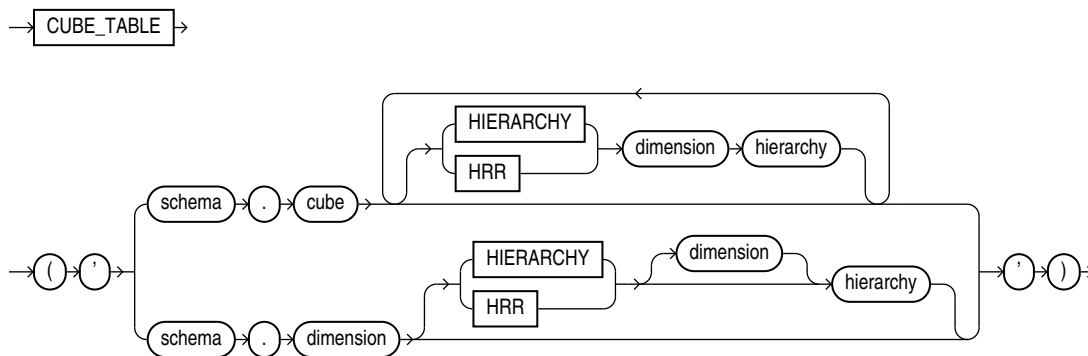 CUBE_TABLE
HIERARCHY
HRR
dimension hierarchy
schema . cube
( '
HIERARCHY
HRR
dimension
hierarchy
' )
schema . dimension